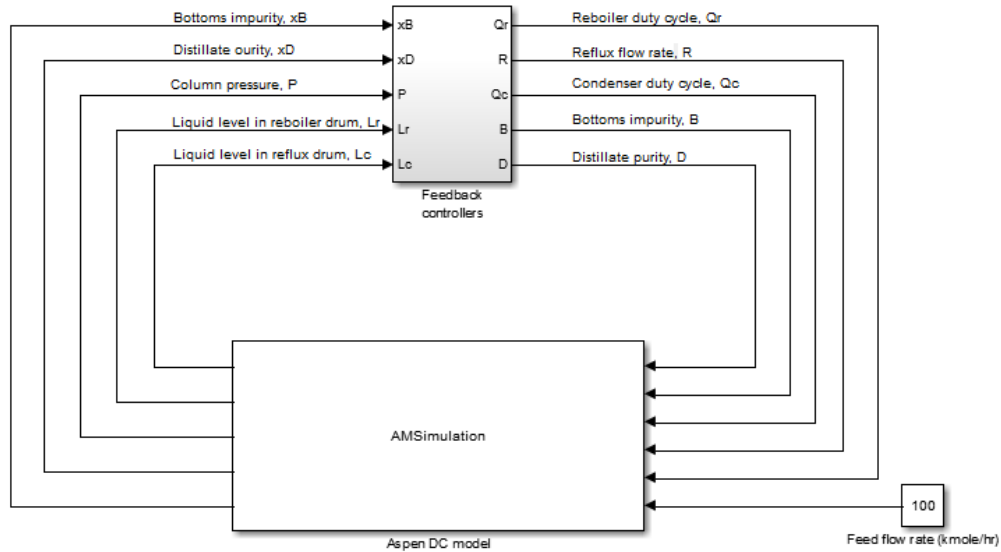 Bottoms impurity, xB
Distillate ourity, xD
Column pressure, P
Liquid level in reboiler drum, Lr
Liquid level in reflux drum, Lc
xB
xD
P
Lr
Lc
Qr
R
Qc
B
D
Feedback
controllers
Reboiler duty cycle, Qr
Reflux flow rate, R
Condenser duty cycle, Qc
Bottoms impurity, B
Distillate purity, D
AMSimulation
Aspen DC model
100
Feed flow rate (kmole/hr)